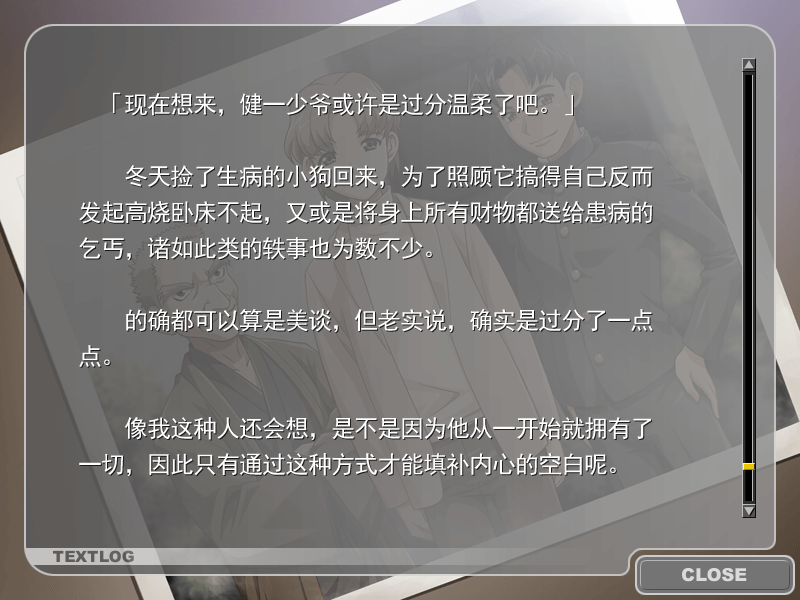 「现在想来，健一少爷或许是过分温柔了吧。」
冬天捡了生病的小狗回来，为了照顾它搞得自己反而
发起高烧卧床不起，又或是将身上所有财物都送给患病的
乞丐，诸如此类的轶事也为数不少。
的确都可以算是美谈，但老实说，确实是过分了一点
点。
像我这种人还会想，是不是因为他从一开始就拥有了
一切，因此只有通过这种方式才能填补内心的空白呢。
TEXTLOG
CLOSE